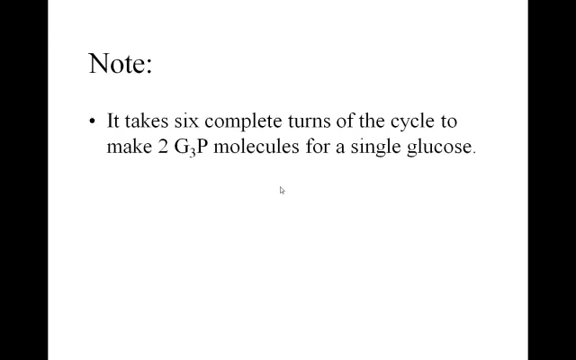 Note:
• It takes six complete turns of the cycle to
make 2 G₃P molecules for a single glucose.